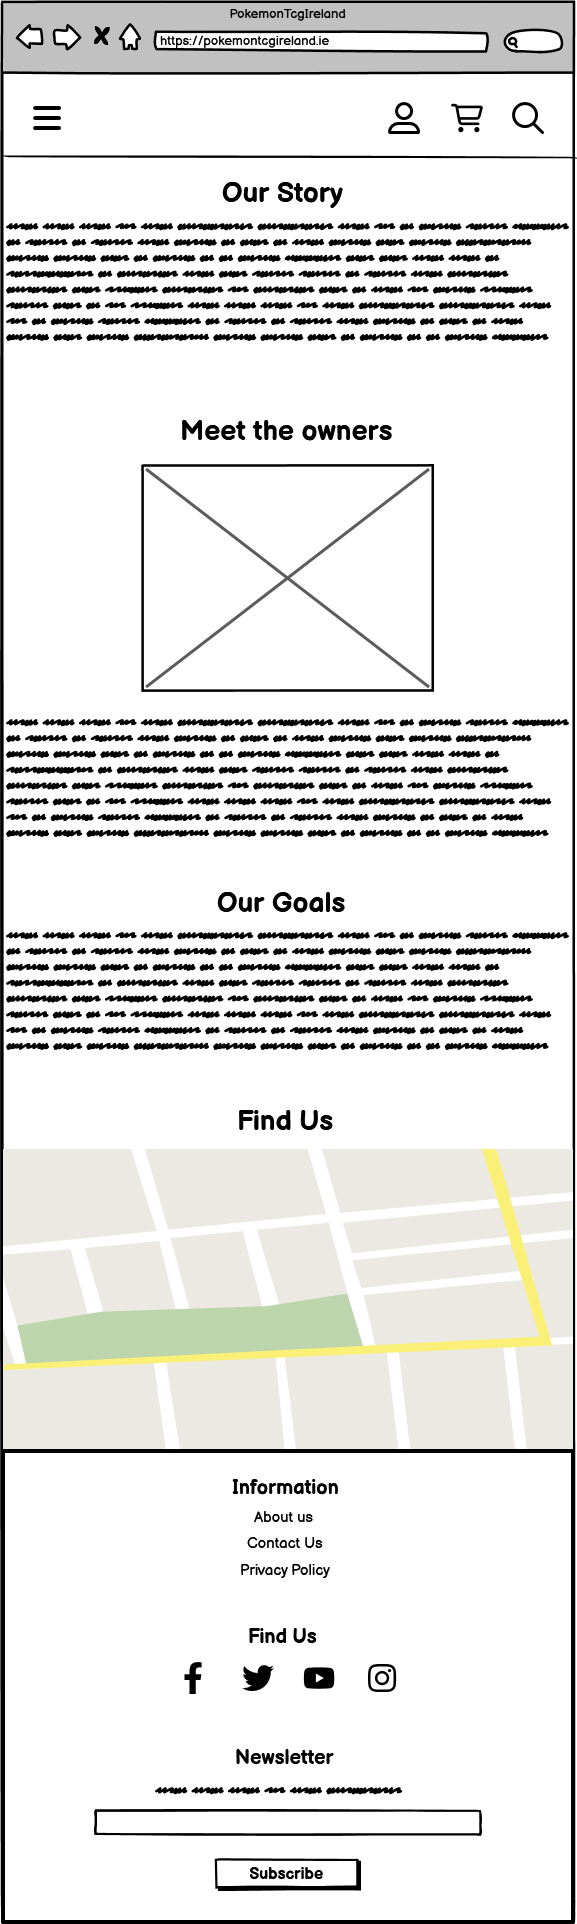 PokemonTcgIreland
https://pokemontcgireland.ie
Our Story
Meet the owners
Our Goals
Find Us
Information
About us
Contact Us
Privacy Policy
Find Us
Newsletter
Subscribe